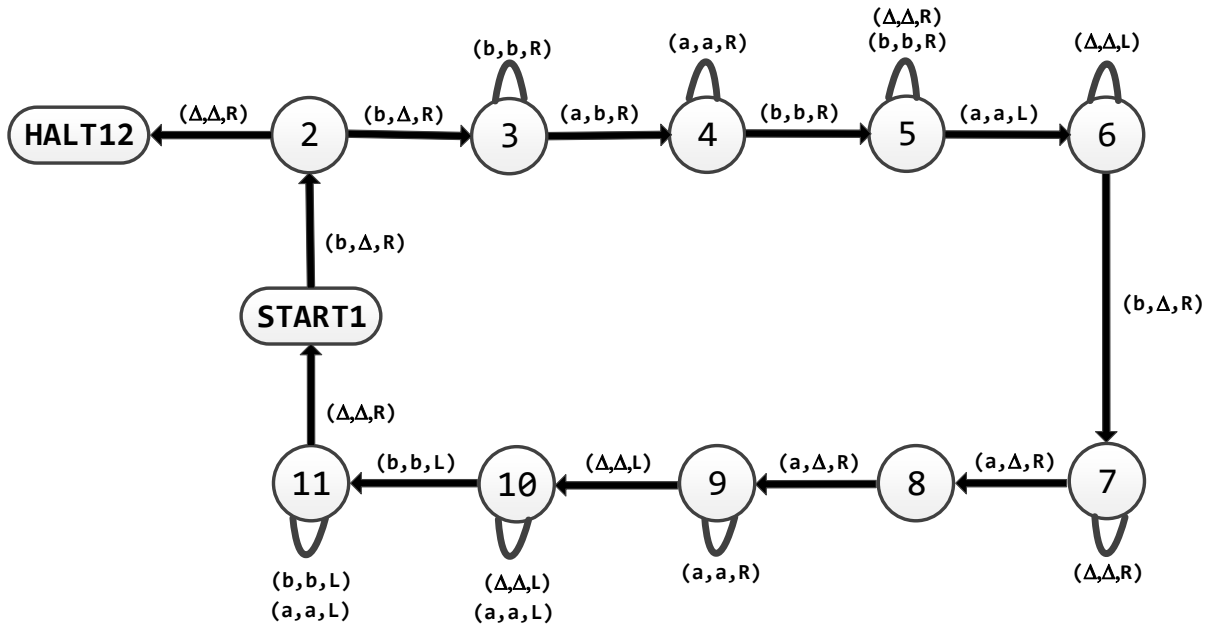 (Δ,Δ,R)
(b,b,R)
(b,b,R)
(a,a,R)
(Δ,Δ,L)
(Δ,Δ,R)
(b,Δ,R)
(a,b,R)
(b,b,R)
(a,a,L)
HALT12
2
3
4
5
6
(b,Δ,R)
(b,Δ,R)
START1
(Δ,Δ,R)
(b,b,L)
(Δ,Δ,L)
(a,Δ,R)
(a,Δ,R)
11
10
9
8
7
(b,b,L)
(a,a,L)
(Δ,Δ,L)
(a,a,L)
(a,a,R)
(Δ,Δ,R)